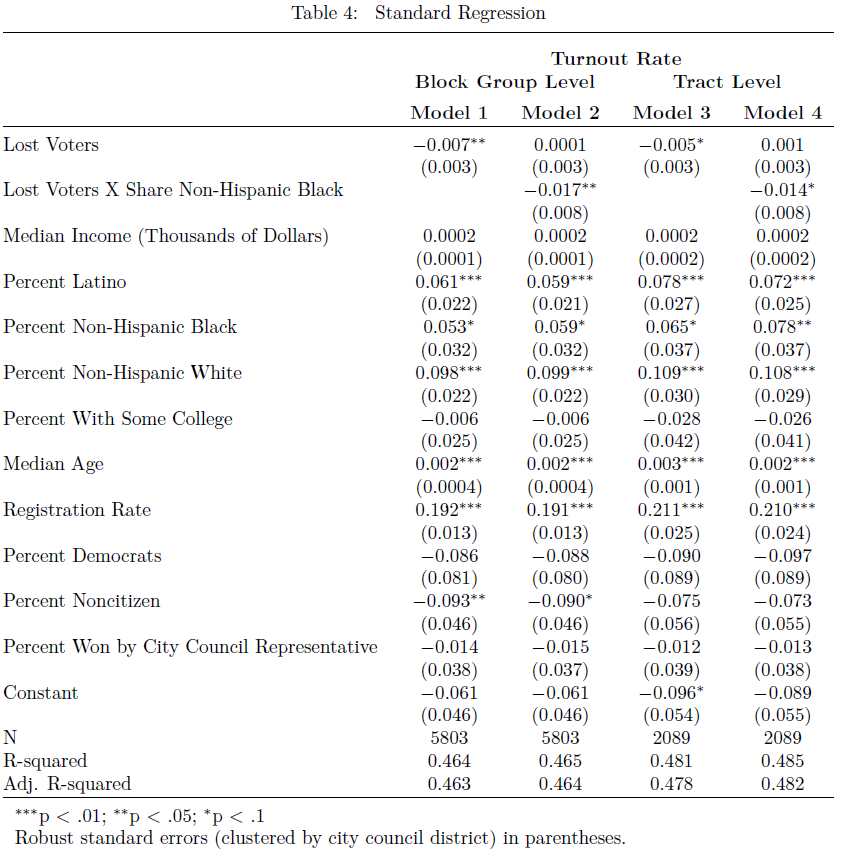 Table 4: Standard Regression
Turnout Rate
Block Group Level Tract Level
Model 1 Model 2 Model 3 Model 4
Lost Voters −0.007** 0.0001 −0.005* 0.001
(0.003) (0.003) (0.003) (0.003)
Lost Voters X Share Non-Hispanic Black −0.017** −0.014*
(0.008) (0.008)
Median Income (Thousands of Dollars) 0.0002 0.0002 0.0002 0.0002
(0.0001) (0.0001) (0.0002) (0.0002)
Percent Latino 0.061*** 0.059*** 0.078*** 0.072***
(0.022) (0.021) (0.027) (0.025)
Percent Non-Hispanic Black 0.053* 0.059* 0.065* 0.078**
(0.032) (0.032) (0.037) (0.037)
Percent Non-Hispanic White 0.098*** 0.099*** 0.109*** 0.108***
(0.022) (0.022) (0.030) (0.029)
Percent With Some College −0.006 −0.006 −0.028 −0.026
(0.025) (0.025) (0.042) (0.041)
Median Age 0.002*** 0.002*** 0.003*** 0.002***
(0.0004) (0.0004) (0.001) (0.001)
Registration Rate 0.192*** 0.191*** 0.211*** 0.210***
(0.013) (0.013) (0.025) (0.024)
Percent Democrats −0.086 −0.088 −0.090 −0.097
(0.081) (0.080) (0.089) (0.089)
Percent Noncitizen −0.093** −0.090* −0.075 −0.073
(0.046) (0.046) (0.056) (0.055)
Percent Won by City Council Representative −0.014 −0.015 −0.012 −0.013
(0.038) (0.037) (0.039) (0.038)
Constant −0.061 −0.061 −0.096* −0.089
(0.046) (0.046) (0.054) (0.055)
N 5803 5803 2089 2089
R-squared 0.464 0.465 0.481 0.485
Adj. R-squared 0.463 0.464 0.478 0.482
***p < .01; **p < .05; *p < .1
Robust standard errors (clustered by city council district) in parentheses.